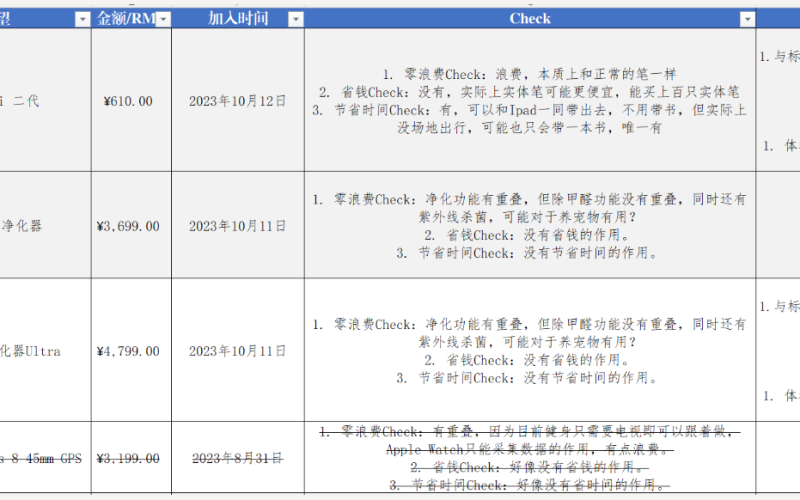 望 金额/RM 加入时间 Check
i 二代 ¥610.00 2023年10月12日
1. 零浪费Check：浪费，本质上和正常的笔一样
2. 省钱Check：没有，实际上实体笔可能更便宜，能买上百只实体笔
3. 节省时间Check：有，可以和Ipad一同带出去，不用带书，但实际上
没场地出行，可能也只会带一本书，唯一有
1. 与标
1. 体
净化器 ¥3,699.00 2023年10月11日
1. 零浪费Check：净化功能有重叠，但除甲醛功能没有重叠，同时还有
紫外线杀菌，可能对于养宠物有用？
2. 省钱Check：没有省钱的作用。
3. 节省时间Check：没有节省时间的作用。
化器Ultra ¥4,799.00 2023年10月11日
1. 零浪费Check：净化功能有重叠，但除甲醛功能没有重叠，同时还有
紫外线杀菌，可能对于养宠物有用？
2. 省钱Check：没有省钱的作用。
3. 节省时间Check：没有节省时间的作用。
1. 与标
1. 体
s 8 45mm GPS ¥3,199.00 2023年8月31日
1. 零浪费Check：有重叠，因为目前健身只需要电视即可以跟着做，
Apple Watch只能采集数据的作用，有点浪费。
2. 省钱Check：好像没有省钱的作用。
3. 节省时间Check：好像没有节省时间的作用。